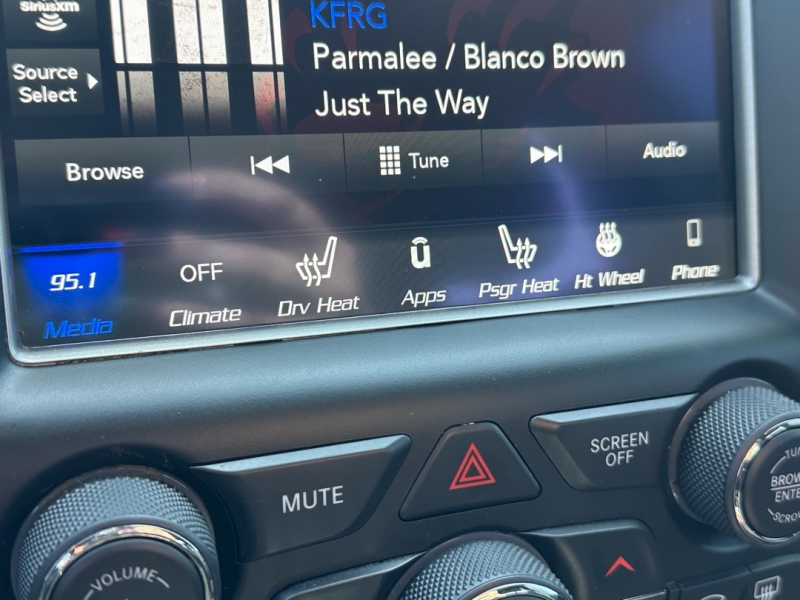 SiriusXM
KFRG
Source
Select
Parmalee / Blanco Brown
Just The Way
Browse
Tune
Audio
95.1
Media
OFF
Climate
Drv Heat
Apps
Psgr Heat
Ht Wheel
Phone
MUTE
SCREEN
OFF
VOLUME